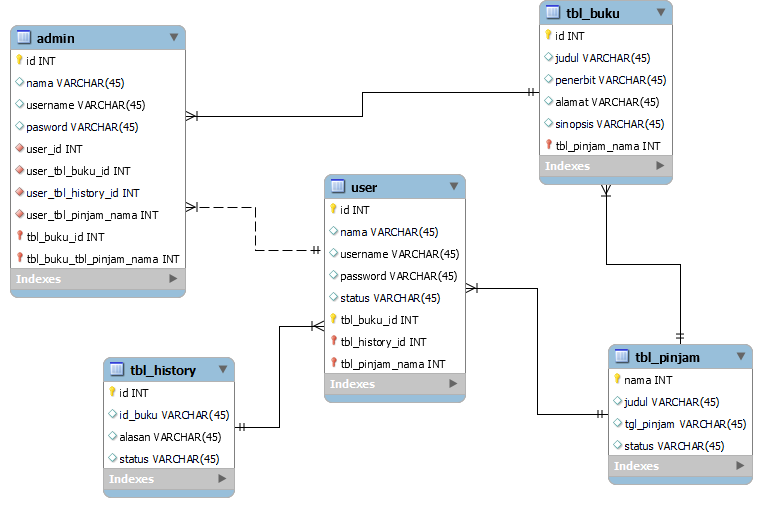 admin
id INT
nama VARCHAR(45)
username VARCHAR(45)
pasword VARCHAR(45)
user_id INT
user_tbl_buku_id INT
user_tbl_history_id INT
user_tbl_pinjam_nama INT
tbl_buku_id INT
tbl_buku_tbl_pinjam_nama INT
Indexes
tbl_buku
id INT
judul VARCHAR(45)
penerbit VARCHAR(45)
alamat VARCHAR(45)
sinopsis VARCHAR(45)
tbl_pinjam_nama INT
Indexes
user
id INT
nama VARCHAR(45)
username VARCHAR(45)
password VARCHAR(45)
status VARCHAR(45)
tbl_buku_id INT
tbl_history_id INT
tbl_pinjam_nama INT
Indexes
tbl_history
id INT
id_buku VARCHAR(45)
alasan VARCHAR(45)
status VARCHAR(45)
Indexes
tbl_pinjam
nama INT
judul VARCHAR(45)
tgl_pinjam VARCHAR(45)
status VARCHAR(45)
Indexes